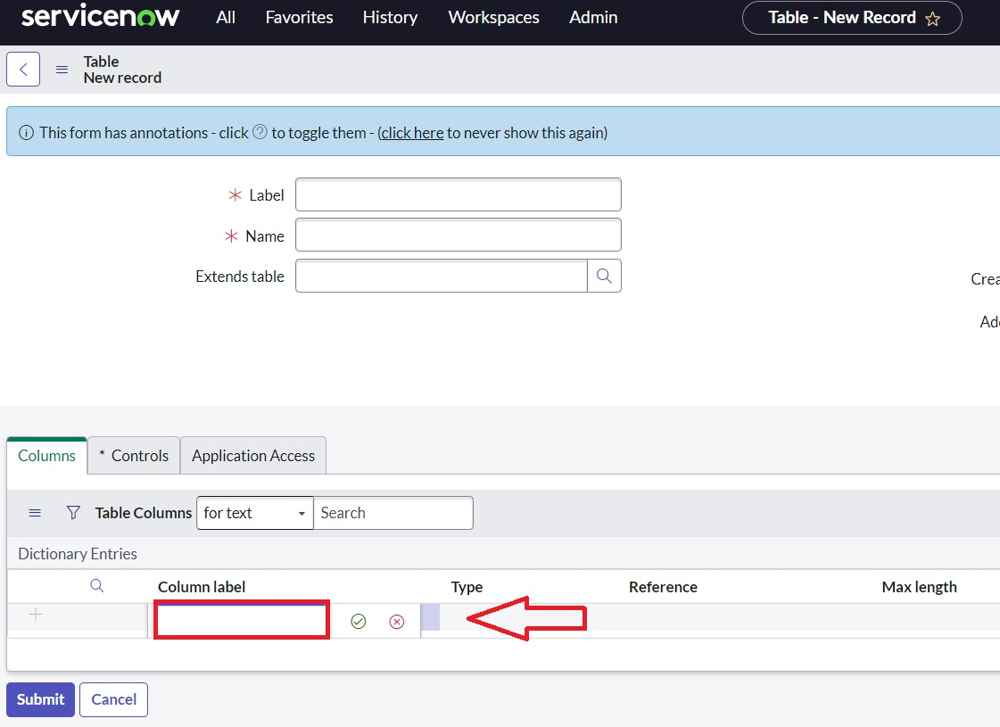 servicenow All Favorites History Workspaces Admin Table - New Record
Table
New record
This form has annotations - click ? to toggle them - (click here to never show this again)
* Label
* Name
Extends table
Crea
Ade
Columns * Controls Application Access
Table Columns for text Search
Dictionary Entries
Column label Type Reference Max length
Submit Cancel